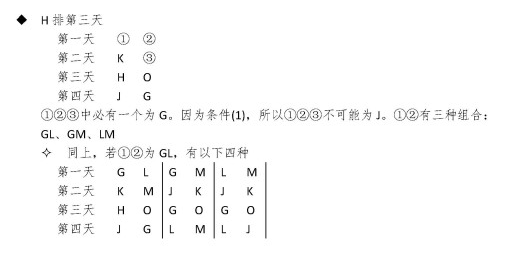 ◆ H 排第三天
第一天 ① ②
第二天 K ③
第三天 H O
第四天 J G
①②③中必有一个为 G。因为条件(1)，所以①②③不可能为 J。①②有三种组合：
GL、GM、LM
✧ 同上，若①②为 GL，有以下四种
第一天 G L G M L M
第二天 K M J K J K
第三天 H O G O G O
第四天 J G L M L J